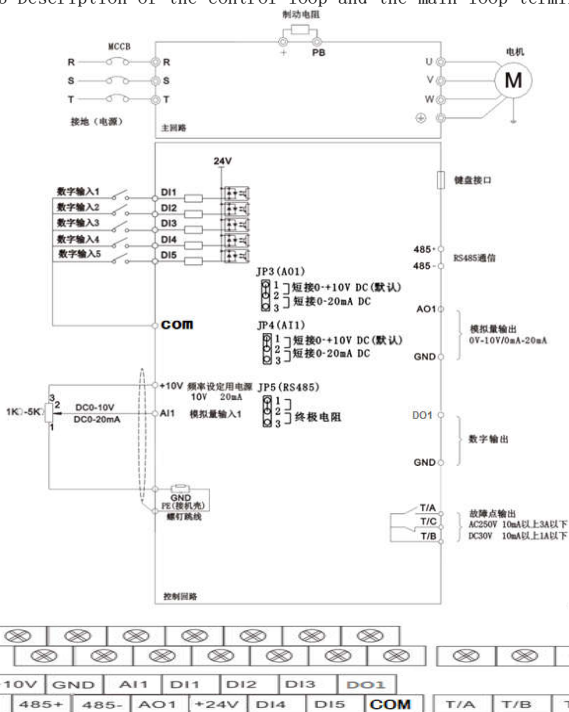 Description of the control loop and the main loop
制动电阻
+ PB
MCCB
电机
R R U
S S V M
T T W
接地（电源） 主回路
24V
键盘接口
数字输入1 DI1
数字输入2 DI2
数字输入3 DI3
数字输入4 DI4
数字输入5 DI5
485+
485-
RS485通信
JP3(AO1)
1 短接0-+10V DC(默认)
2
3 短接0-20mA DC
AO1
COM
JP4(AI1)
1 短接0-+10V DC(默认)
2
3 短接0-20mA DC
模拟量输出
0V-10V/0mA-20mA
GND
+10V 频率设定用电源
10V 20mA
JP5(RS485)
1
2
3 终极电阻
3
2
1
1K -5K
DC0-10V
DC0-20mA
AI1 模拟量输入1
DO1
数字输出
GND
GND
PE(接机壳)
螺钉跳线
T/A
T/C
T/B
故障点输出
AC250V 10mA以上3A以下
DC30V 10mA以上1A以下
控制回路
10V GND AI1 DI1 DI2 DI3 DO1
485+ 485- AO1 +24V DI4 DI5 COM T/A T/B